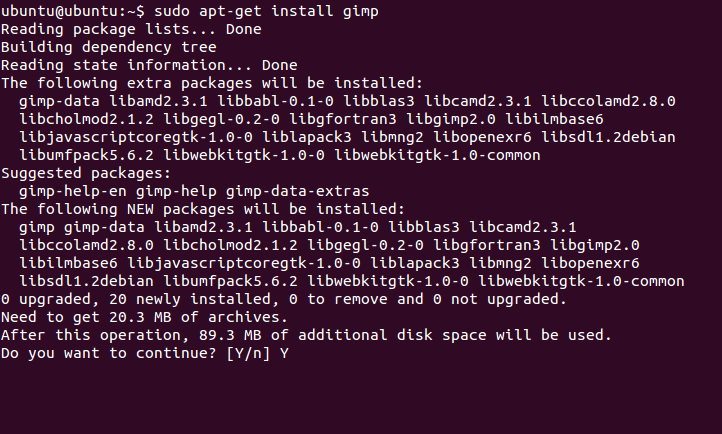 ubuntu@ubuntu:~$ sudo apt-get install gimp
Reading package lists... Done
Building dependency tree
Reading state information... Done
The following extra packages will be installed:
  gimp-data libamd2.3.1 libbabl-0.1-0 libblas3 libcamd2.3.1 libccolamd2.8.0
  libcholmod2.1.2 libgegl-0.2-0 libgfortran3 libgimp2.0 libilmbase6
  libjavascriptcoregtk-1.0-0 liblapack3 libmng2 libopenexr6 libsdl1.2debian
  libumfpack5.6.2 libwebkitgtk-1.0-0 libwebkitgtk-1.0-common
Suggested packages:
  gimp-help-en gimp-help gimp-data-extras
The following NEW packages will be installed:
  gimp gimp-data libamd2.3.1 libbabl-0.1-0 libblas3 libcamd2.3.1
  libccolamd2.8.0 libcholmod2.1.2 libgegl-0.2-0 libgfortran3 libgimp2.0
  libilmbase6 libjavascriptcoregtk-1.0-0 liblapack3 libmng2 libopenexr6
  libsdl1.2debian libumfpack5.6.2 libwebkitgtk-1.0-0 libwebkitgtk-1.0-common
0 upgraded, 20 newly installed, 0 to remove and 0 not upgraded.
Need to get 20.3 MB of archives.
After this operation, 89.3 MB of additional disk space will be used.
Do you want to continue? [Y/n] Y